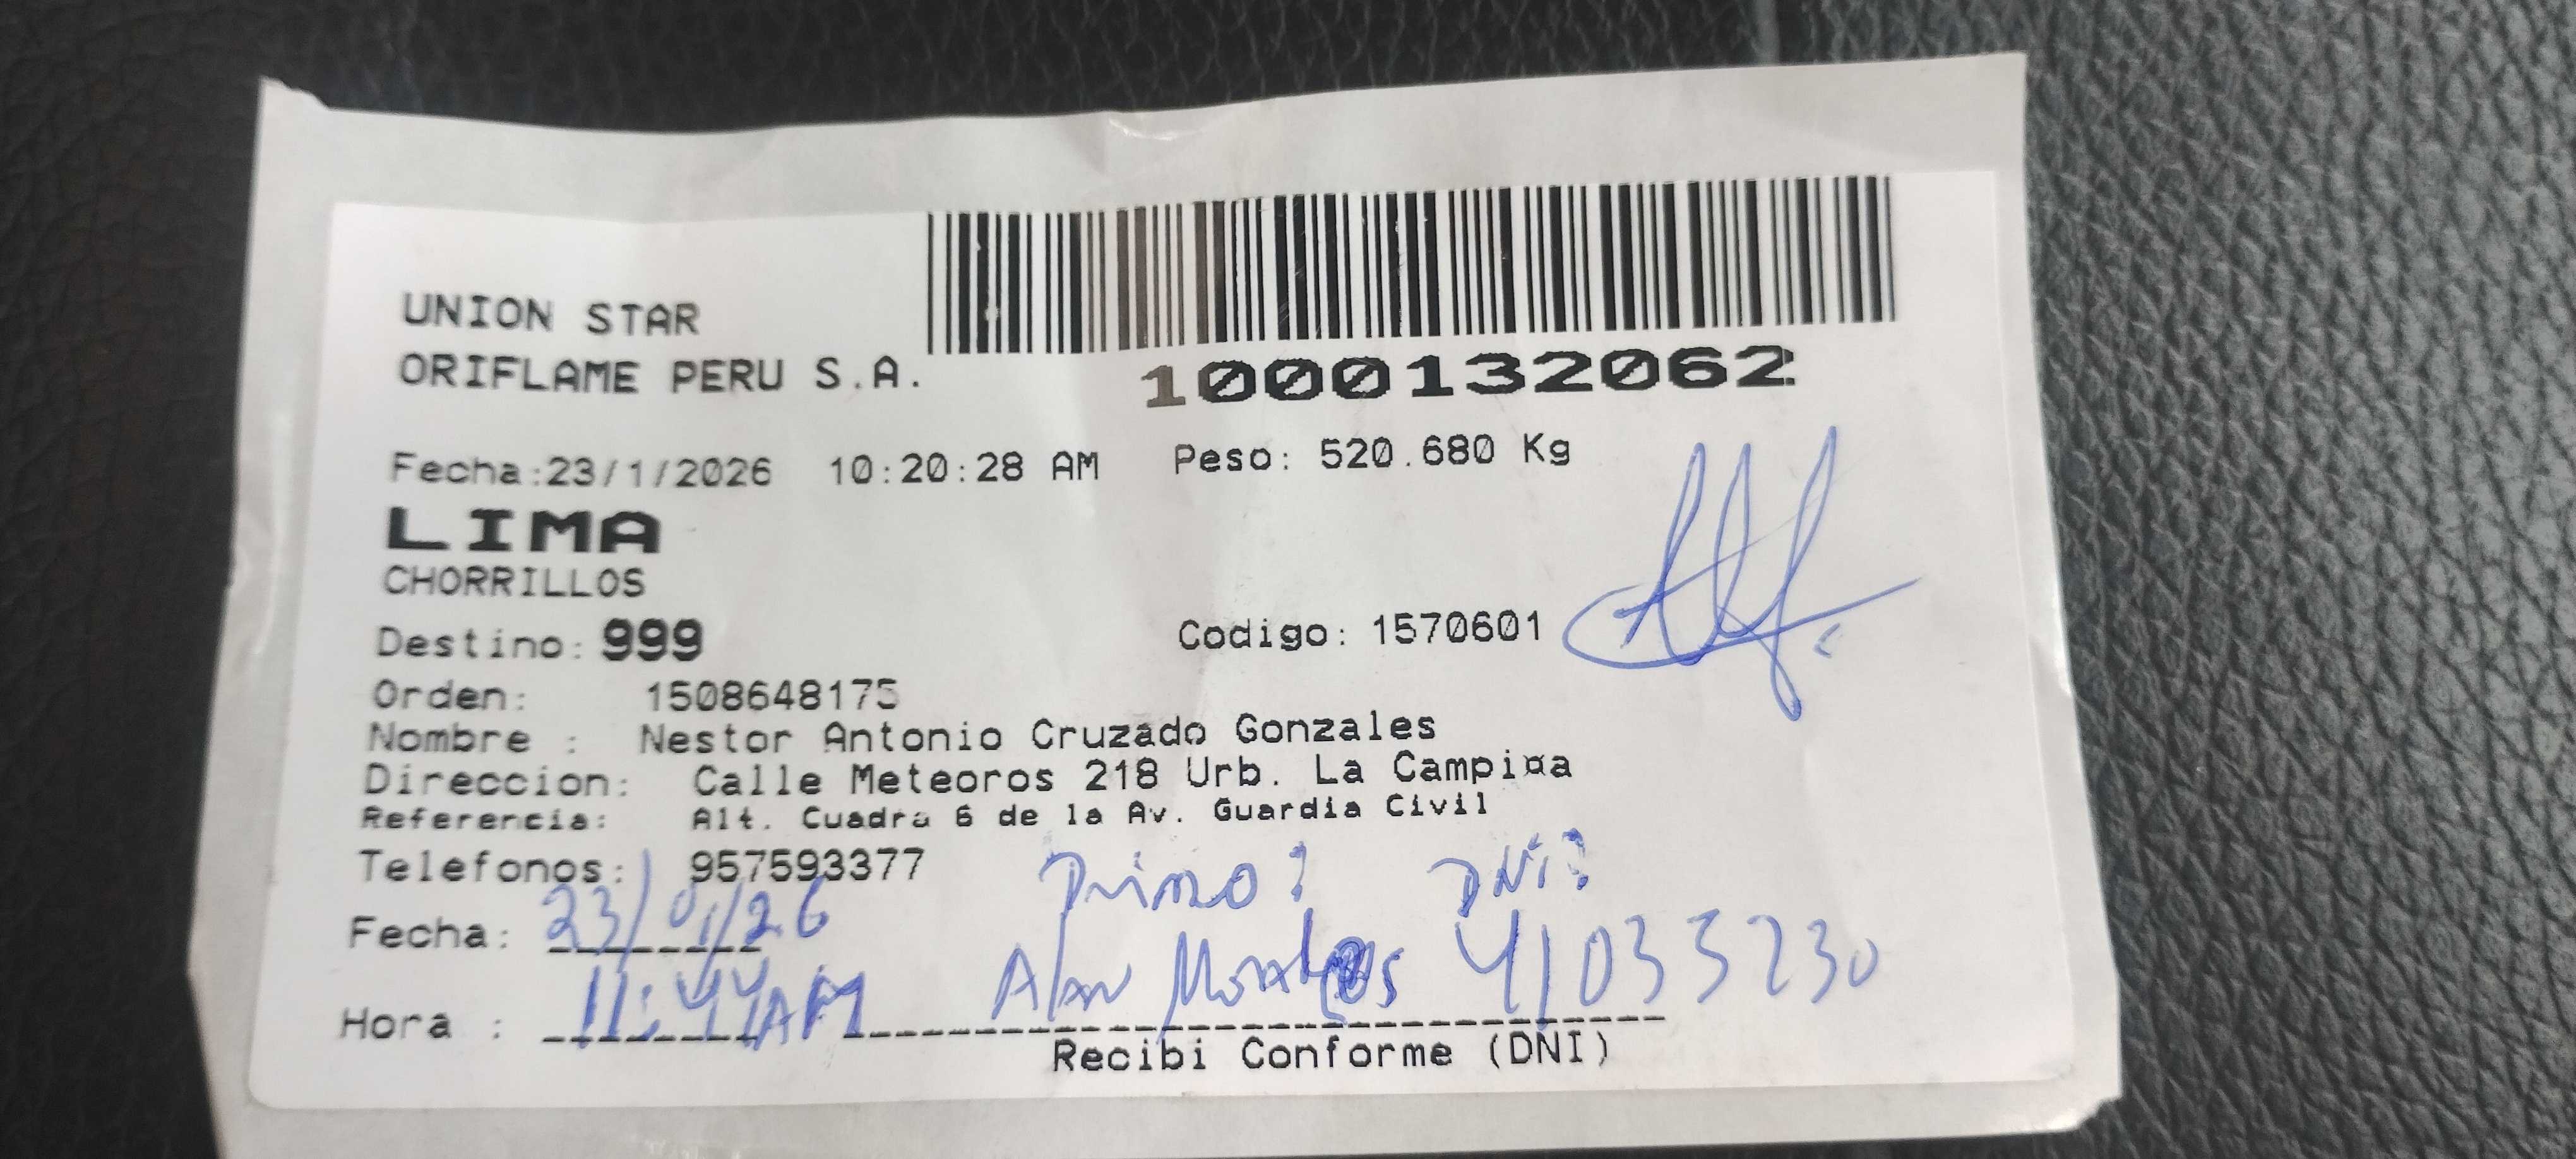 UNION STAR
ORIFLAME PERU S.A.
1000132062
Fecha:23/1/2026 10:20:28 AM Peso: 520.680 Kg
LIMA
CHORRILLOS
Destino: 999 Codigo: 1570601
Orden: 1508648175
Nombre : Nestor Antonio Cruzado Gonzales
Direccion: Calle Meteoros 218 Urb. La Campi¤a
Referencia: Alt. Cuadra 6 de la Av. Guardia Civil
Telefonos: 957593377
Primo: DNI:
Fecha: 23/01/26
Alan Morales 41033230
Hora : 11:44AM
Recibi Conforme (DNI)